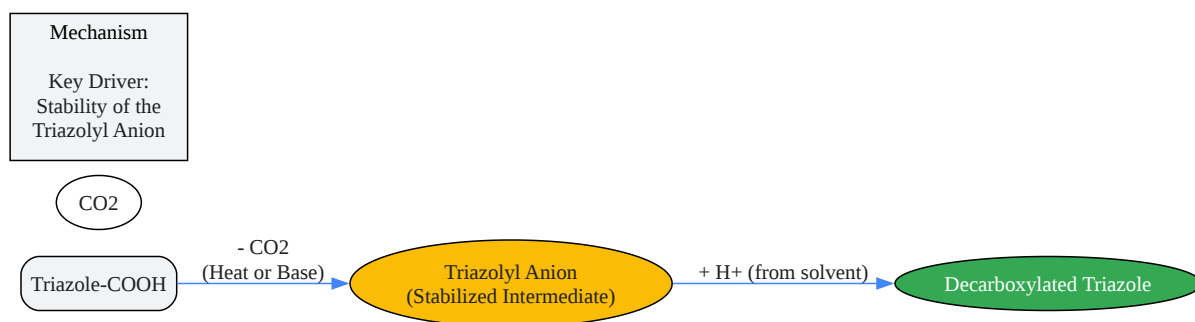 Mechanism
Key Driver:
Stability of the
Triazolyl Anion
CO2
Triazole-COOH
- CO2
(Heat or Base)
Triazolyl Anion
(Stabilized Intermediate)
+ H+ (from solvent)
Decarboxylated Triazole